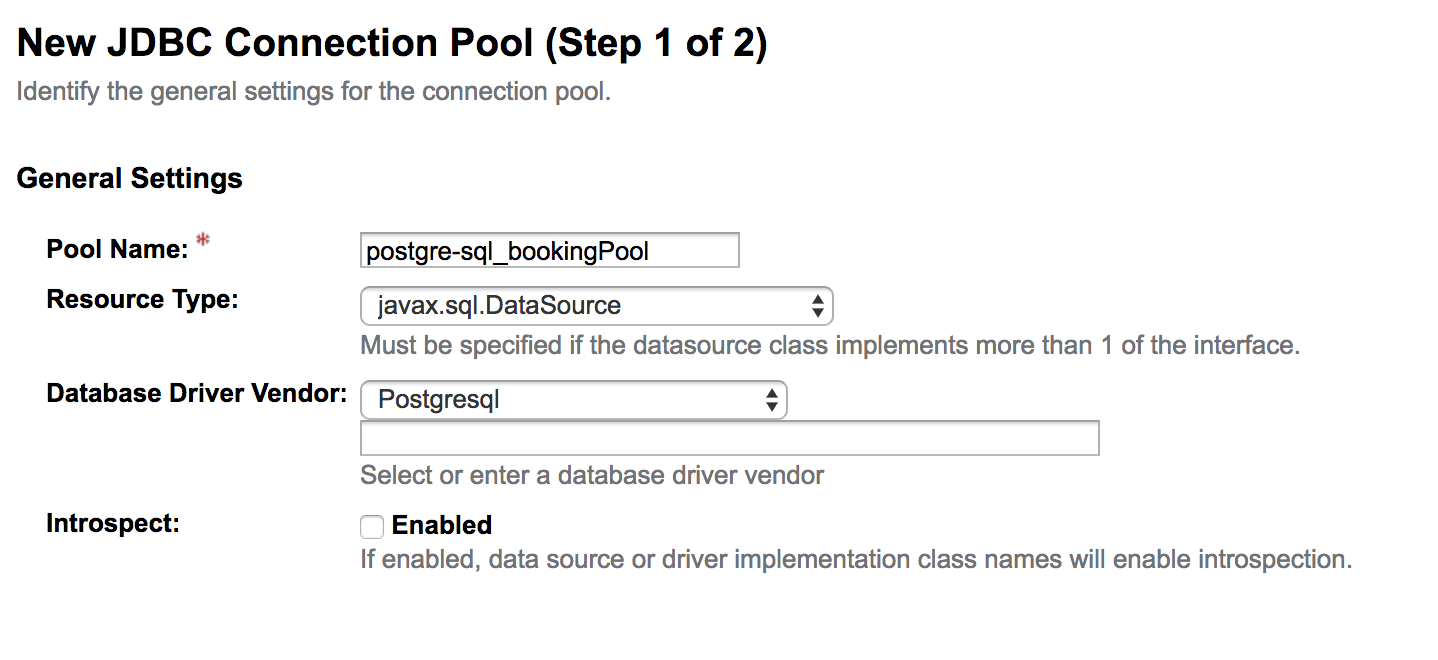 New JDBC Connection Pool (Step 1 of 2)
Identify the general settings for the connection pool.
General Settings
Pool Name: * postgre-sql_bookingPool
Resource Type: javax.sql.DataSource
Must be specified if the datasource class implements more than 1 of the interface.
Database Driver Vendor: Postgresql
Select or enter a database driver vendor
Introspect: Enabled
If enabled, data source or driver implementation class names will enable introspection.